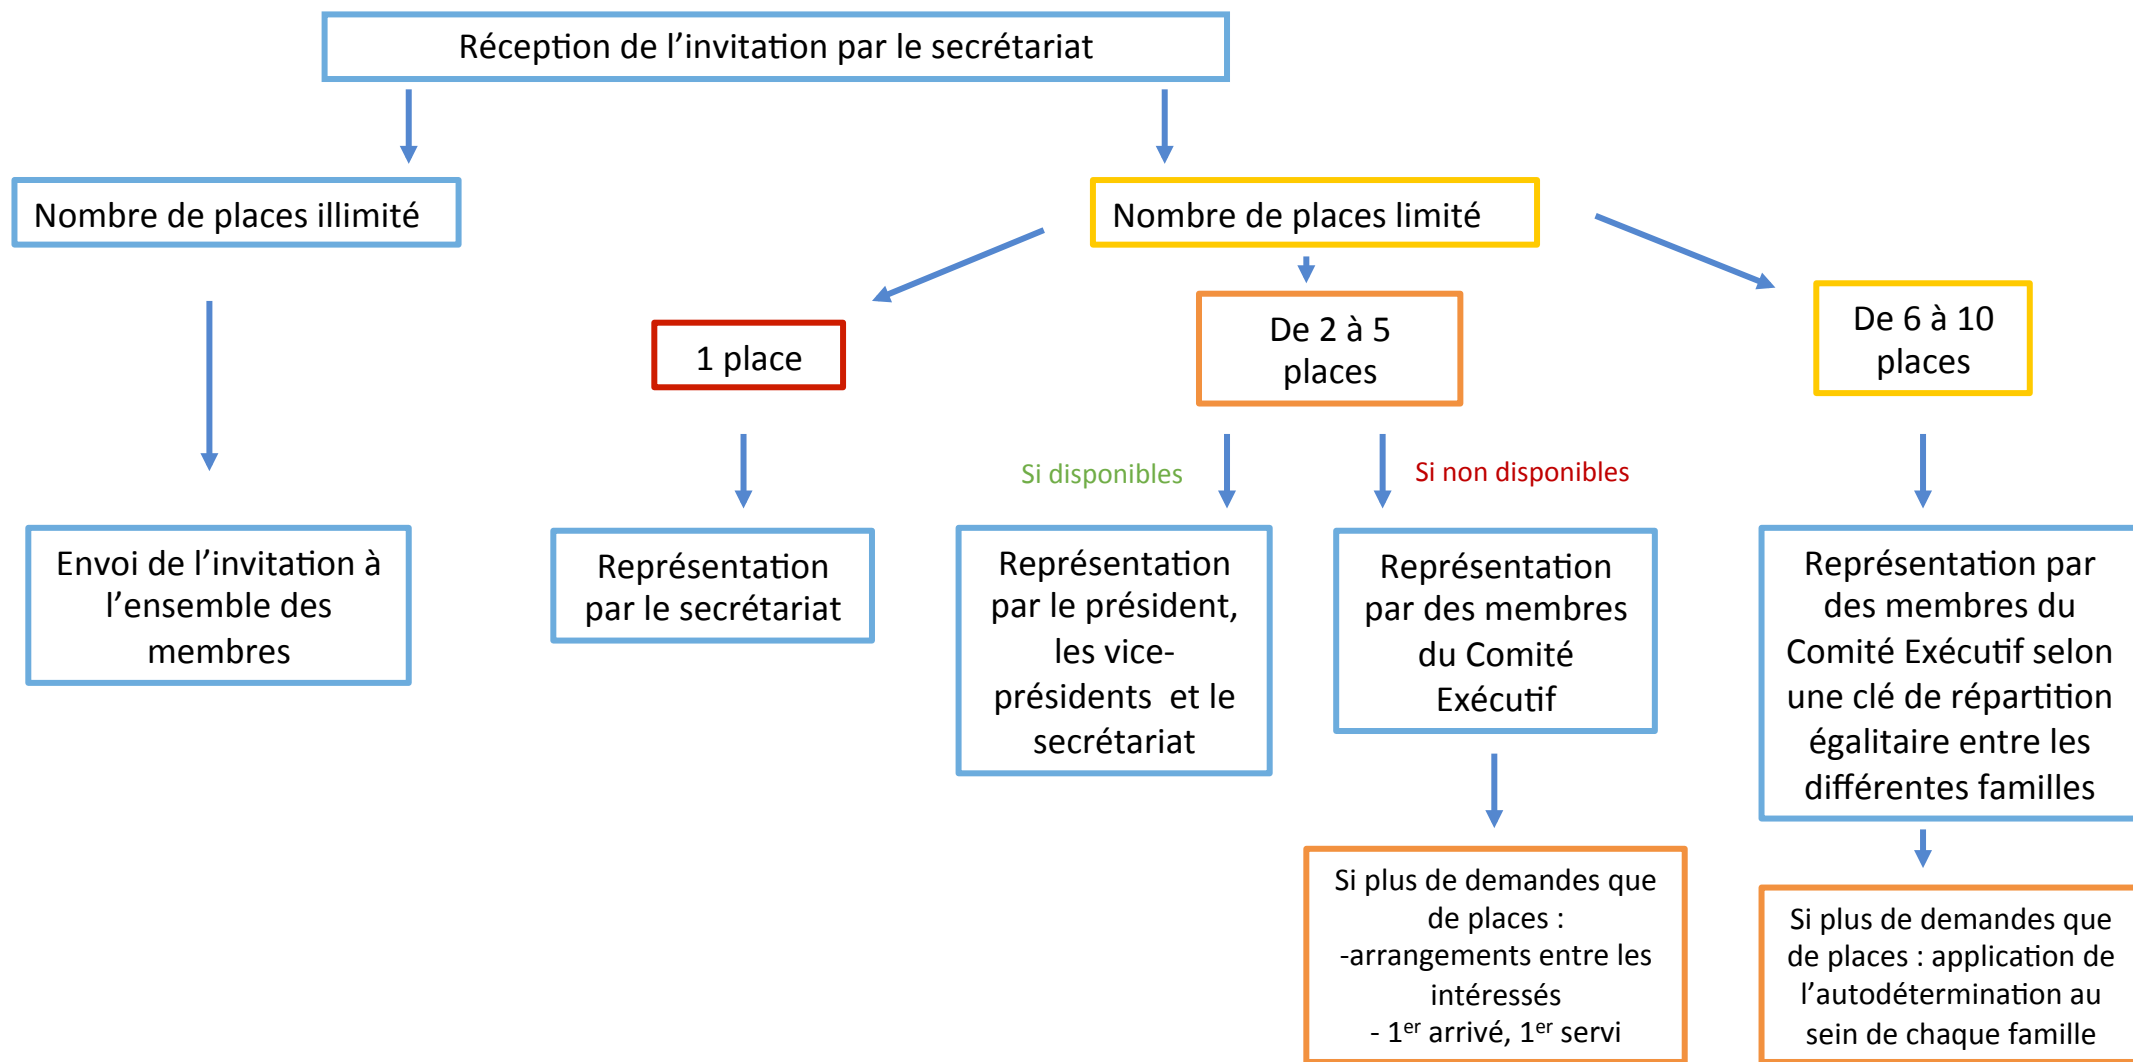 Réception de l’invitation par le secrétariat
Nombre de places illimité
Nombre de places limité
1 place
De 2 à 5
places
De 6 à 10
places
Si disponibles
Si non disponibles
Envoi de l’invitation à
l’ensemble des
membres
Représentation
par le secrétariat
Représentation
par le président,
les vice-
présidents et le
secrétariat
Représentation
par des membres
du Comité
Exécutif
Représentation par
des membres du
Comité Exécutif selon
une clé de répartition
égalitaire entre les
différentes familles
Si plus de demandes que
de places :
-arrangements entre les
intéressés
- 1er arrivé, 1er servi
Si plus de demandes que
de places : application de
l’autodétermination au
sein de chaque famille